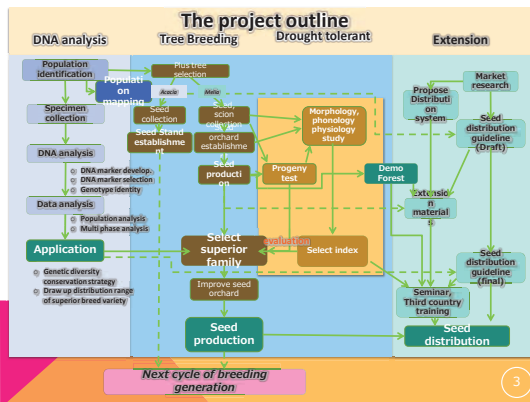 The project outline
DNA analysis
Tree Breeding
Drought tolerant
Extension
Population
identification
Populati
on
mapping
Specimen
collection
DNA analysis
DNA marker develop.
DNA marker selection
Genotype identity
Data analysis
Population analysis
Multi phase analysis
Application
Genetic diversity
conservation strategy
Draw up distribution range
of superior breed variety
Plus tree
selection
Acacia
Melia
Seed
collection
Seed Stand
establishme
nt
Seed, 
scion
collection
orchard
establishme
Seed
producti
on
Select
superior
family
Improve seed
orchard
Seed
production
Next cycle of breeding
generation
Morphology,
phonology
physiology
study
Progeny
test
evaluation
Select index
Demo
Forest
Market
research
Propose
Distributi
on
system
Seed
distribution
guideline
(Draft)
Extensio
n
material
s
Seed
distribution
guideline
(final)
Seminar,
Third country
training
Seed
distribution
3